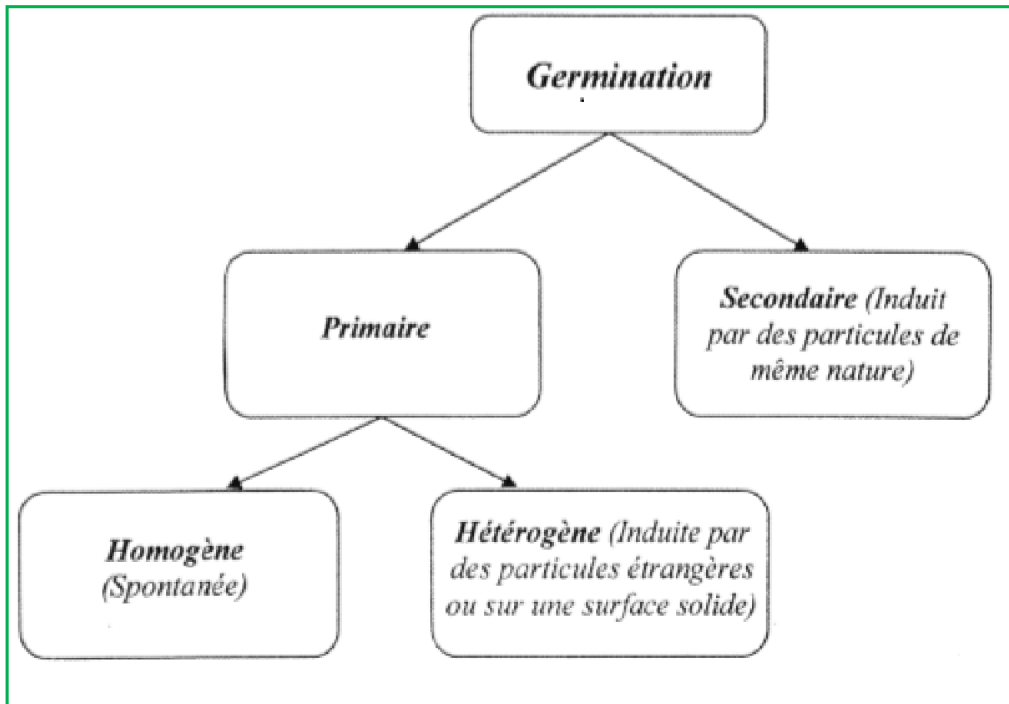 Germination
Primaire
Secondaire (Induit
par des particules de
même nature)
Homogène
(Spontanée)
Hétérogène (Induite par
des particules étrangères
ou sur une surface solide)